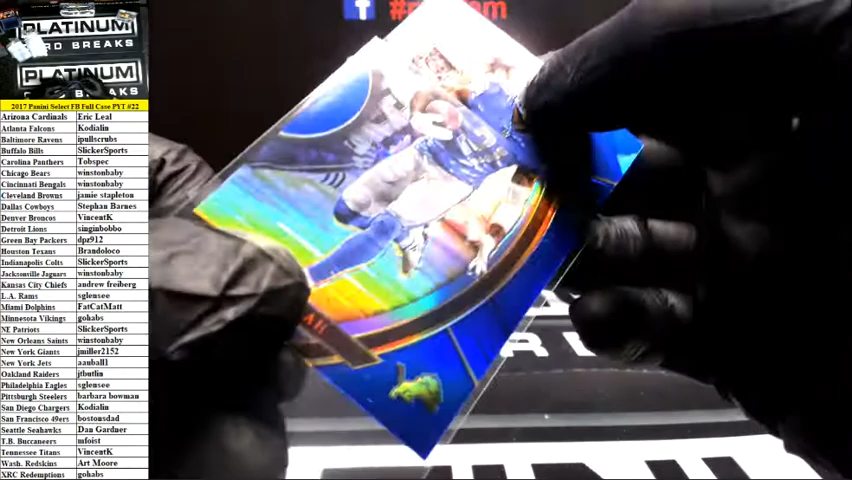 PLATINUM
RD BREAKS
PLATINUM
AKS
2017 Panini Select FB Full Case PYT #22
Arizona Cardinals Eric Leal
Atlanta Falcons Kodialin
Baltimore Ravens ipullscrubs
Buffalo Bills SlickerSports
Carolina Panthers Tobspec
Chicago Bears winstonbaby
Cincinnati Bengals winstonbaby
Cleveland Browns jamie stapleton
Dallas Cowboys Stephan Barnes
Denver Broncos VincentK
Detroit Lions singinbobbo
Green Bay Packers dpz912
Houston Texans Brandoloco
Indianapolis Colts SlickerSports
Jacksonville Jaguars winstonbaby
Kansas City Chiefs andrew freiberg
L.A. Rams sglensee
Miami Dolphins FatCatMatt
Minnesota Vikings gohabs
NE Patriots SlickerSports
New Orleans Saints winstonbaby
New York Giants jmiller2152
New York Jets aauball1
Oakland Raiders jtbutlin
Philadelphia Eagles sglensee
Pittsburgh Steelers barbara bowman
San Diego Chargers Kodialin
San Francisco 49ers bostonsdad
Seattle Seahawks Dan Gardner
T.B. Buccaneers mfoist
Tennessee Titans VincentK
Wash. Redskins Art Moore
XRC Redemptions gohabs